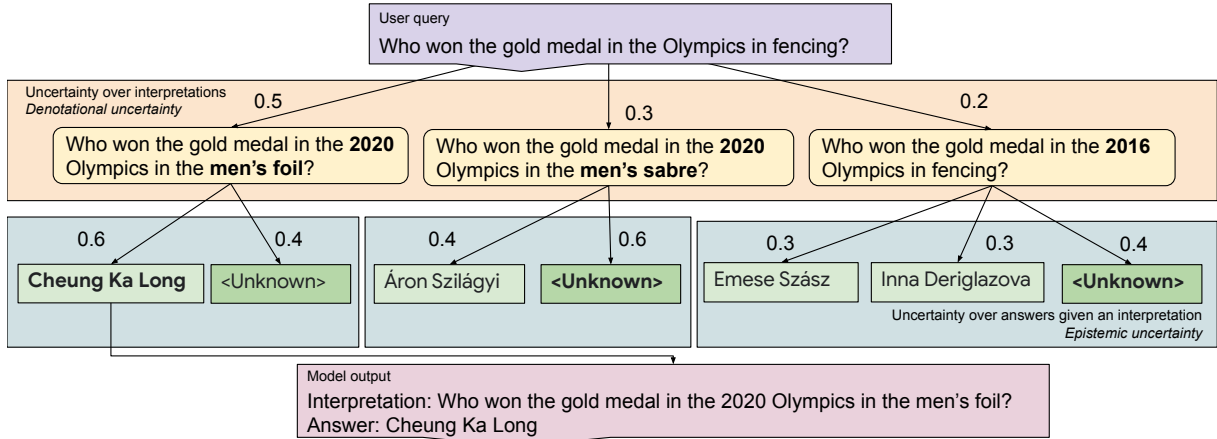 User query
Who won the gold medal in the Olympics in fencing?
Uncertainty over interpretations
Denotational uncertainty
0.5
0.3
0.2
Who won the gold medal in the 2020
Olympics in the men's foil?
Who won the gold medal in the 2020
Olympics in the men's sabre?
Who won the gold medal in the 2016
Olympics in fencing?
0.6
0.4
0.4
0.6
0.3
0.3
0.4
Cheung Ka Long
<Unknown>
Áron Szilágyi
<Unknown>
Emese Szász
Inna Deriglazova
<Unknown>
Uncertainty over answers given an interpretation
Epistemic uncertainty
Model output
Interpretation: Who won the gold medal in the 2020 Olympics in the men's foil?
Answer: Cheung Ka Long